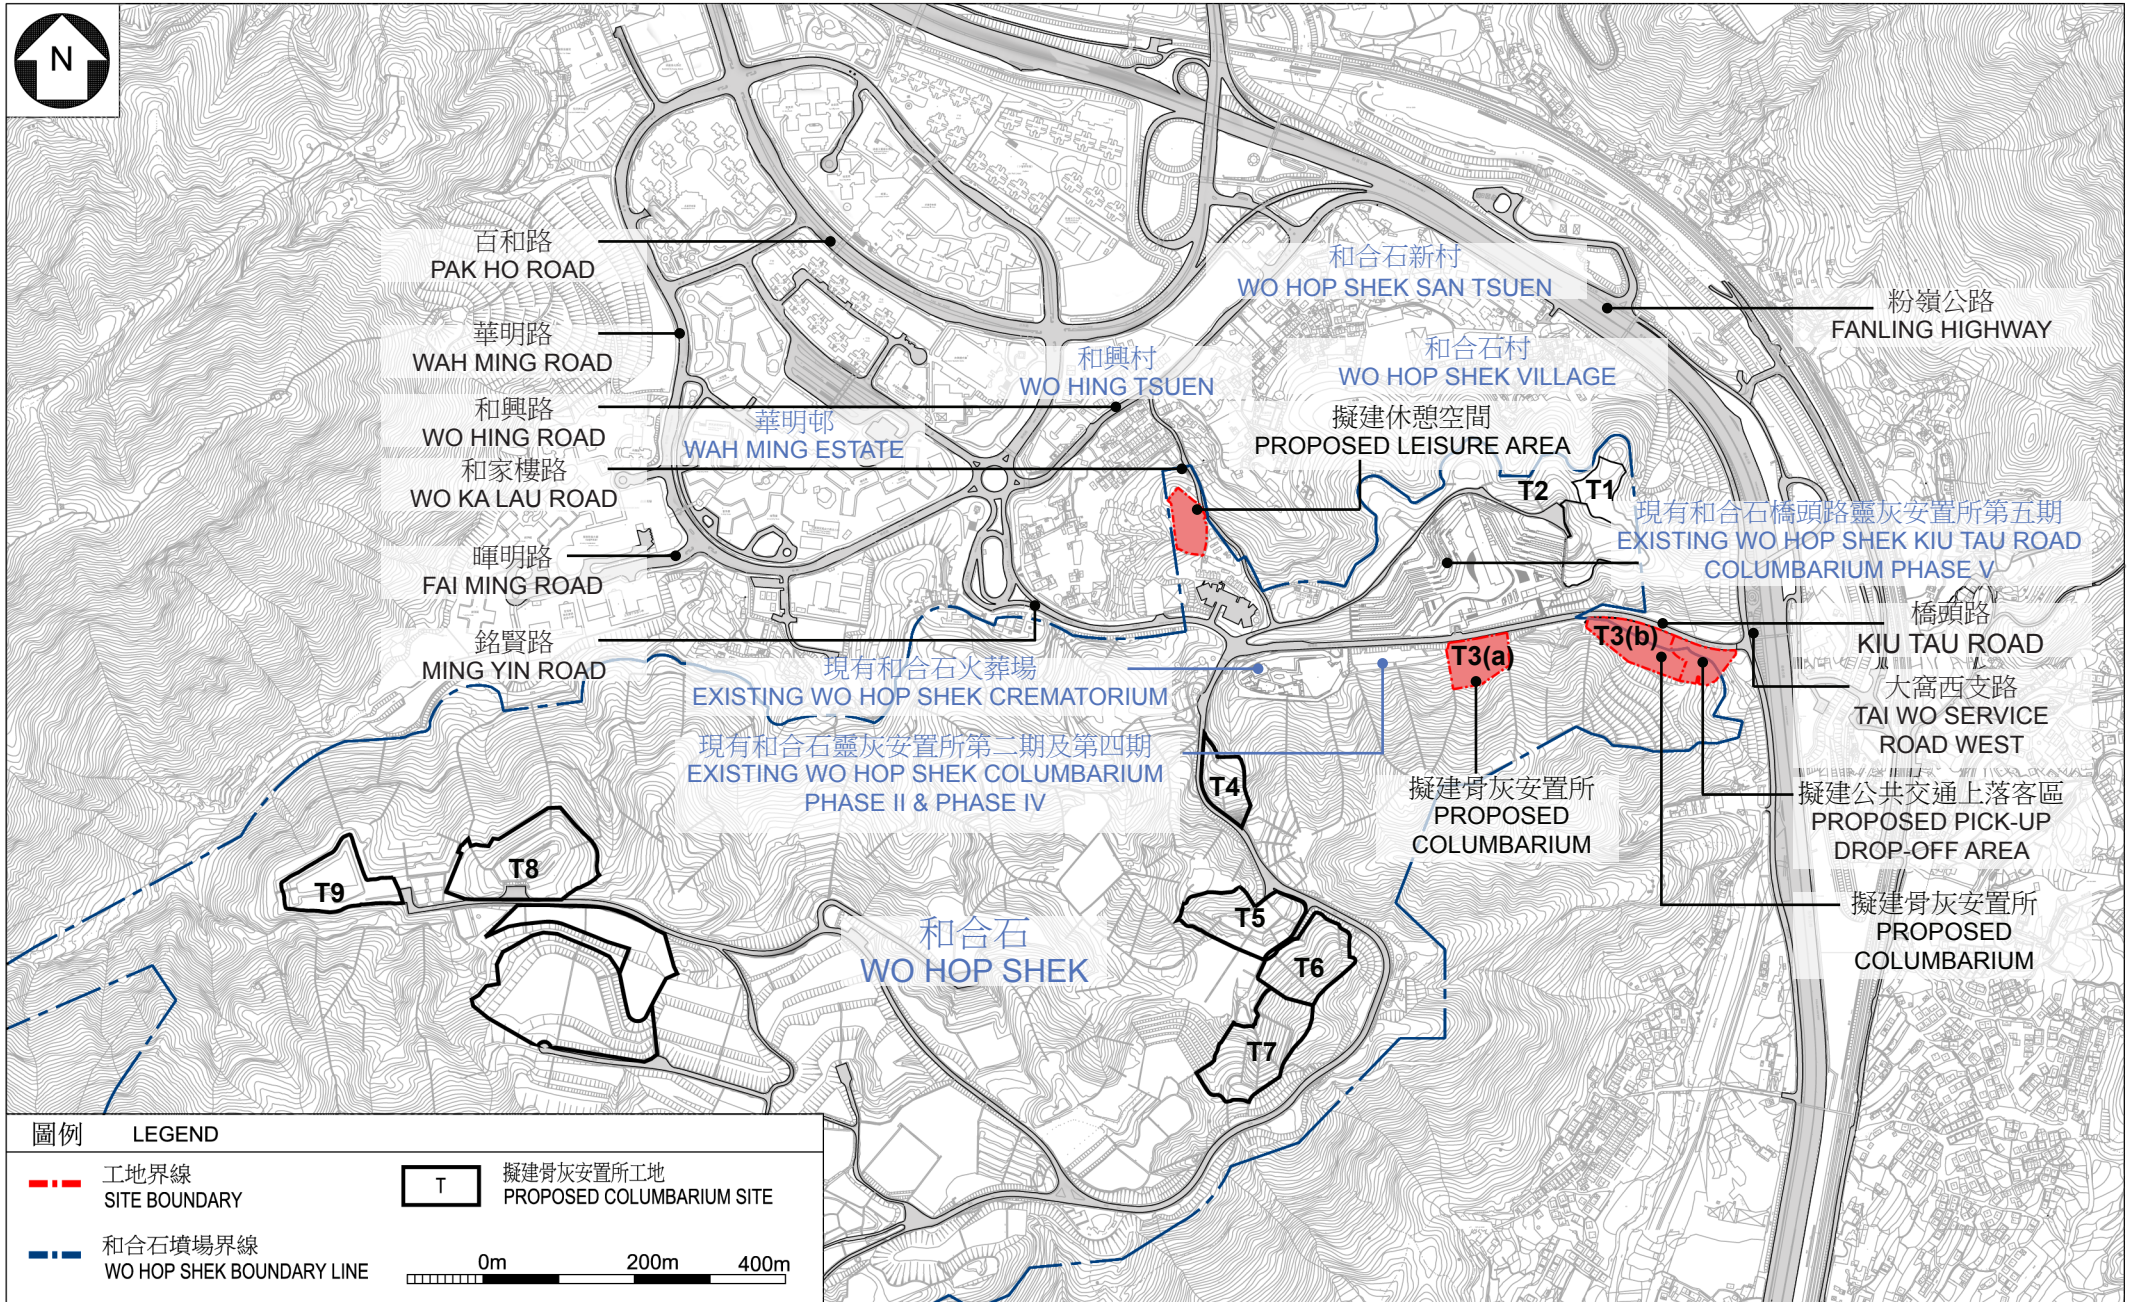 N
百和路
PAK HO ROAD
華明路
WAH MING ROAD
和興路
WO HING ROAD
和家樓路
WO KA LAU ROAD
暉明路
FAI MING ROAD
銘賢路
MING YIN ROAD
和合石新村
WO HOP SHEK SAN TSUEN
粉嶺公路
FANLING HIGHWAY
和興村
WO HING TSUEN
和合石村
WO HOP SHEK VILLAGE
華明邨
WAH MING ESTATE
擬建休憩空間
PROPOSED LEISURE AREA
T2
T1
現有和合石橋頭路靈灰安置所第五期
EXISTING WO HOP SHEK KIU TAU ROAD
COLUMBARIUM PHASE V
橋頭路
KIU TAU ROAD
T3(a)
T3(b)
大窩西支路
TAI WO SERVICE
ROAD WEST
現有和合石火葬場
EXISTING WO HOP SHEK CREMATORIUM
現有和合石靈灰安置所第二期及第四期
EXISTING WO HOP SHEK COLUMBARIUM
PHASE II & PHASE IV
擬建骨灰安置所
PROPOSED
COLUMBARIUM
擬建公共交通上落客區
PROPOSED PICK-UP
DROP-OFF AREA
擬建骨灰安置所
PROPOSED
COLUMBARIUM
T4
T5
T6
T7
T8
T9
和合石
WO HOP SHEK
圖例 LEGEND
工地界線
SITE BOUNDARY
T
擬建骨灰安置所工地
PROPOSED COLUMBARIUM SITE
和合石墳場界線
WO HOP SHEK BOUNDARY LINE
0m 200m 400m